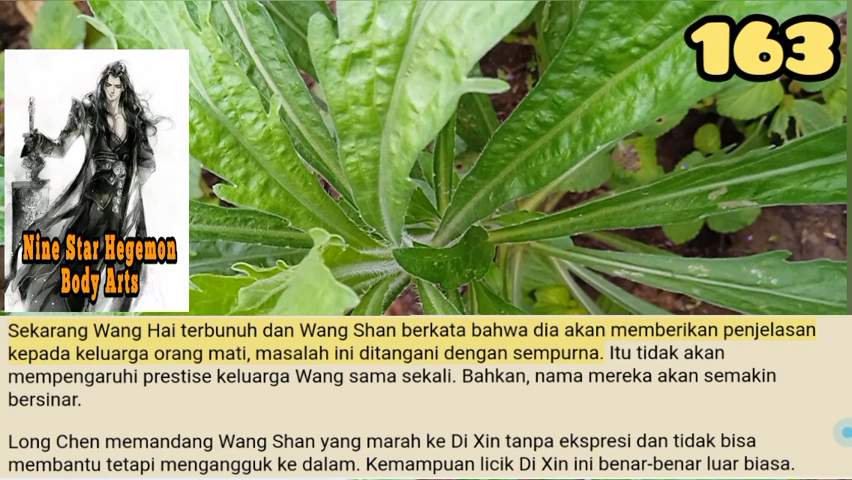 163
Nine Star Hegemon
Body Arts
Sekarang Wang Hai terbunuh dan Wang Shan berkata bahwa dia akan memberikan penjelasan
kepada keluarga orang mati, masalah ini ditangani dengan sempurna. Itu tidak akan
mempengaruhi prestise keluarga Wang sama sekali. Bahkan, nama mereka akan semakin
bersinar.
Long Chen memandang Wang Shan yang marah ke Di Xin tanpa ekspresi dan tidak bisa
membantu tetapi mengangguk ke dalam. Kemampuan licik Di Xin ini benar-benar luar biasa.